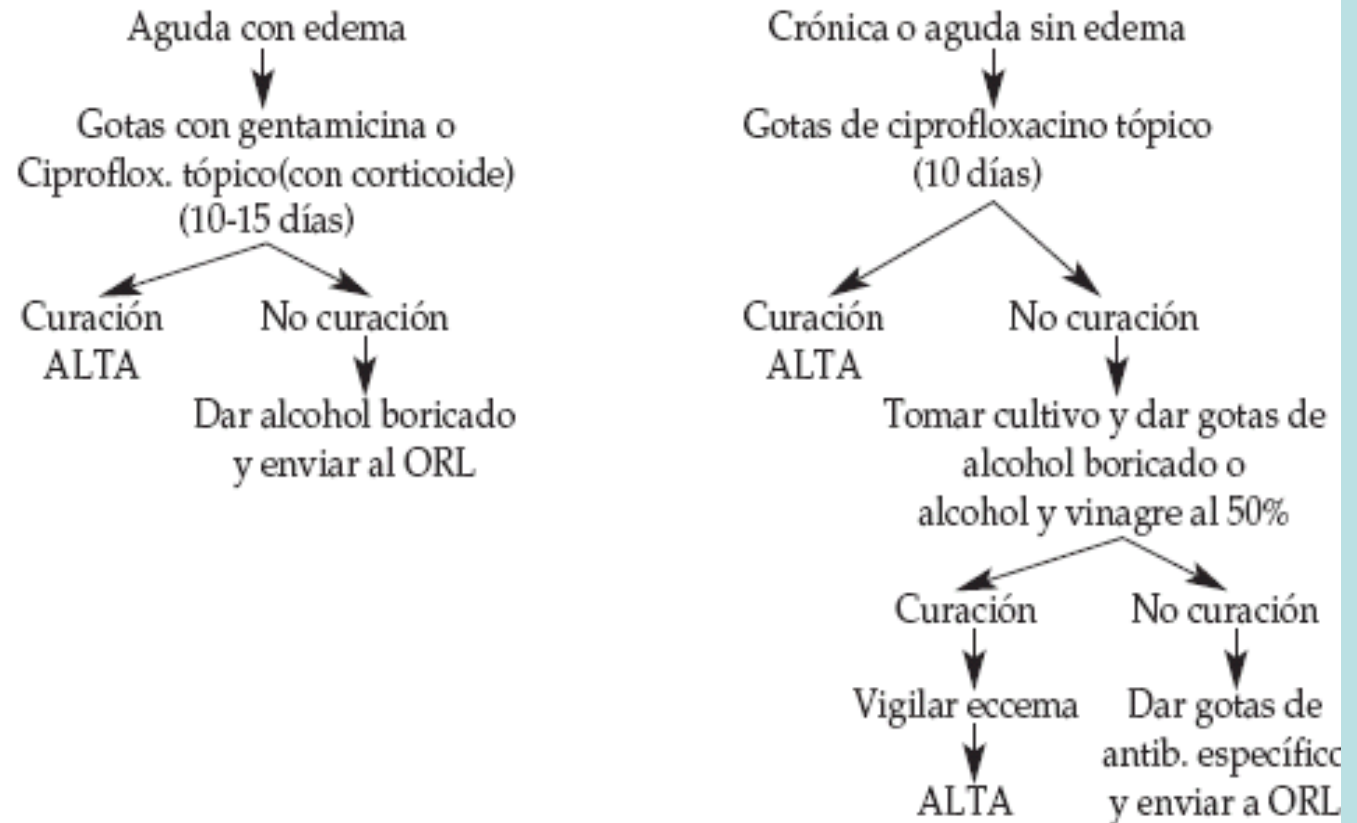 Aguda con edema
Gotas con gentamicina o
Ciproflox. tópico(con corticoide)
(10-15 días)
Curación
ALTA
No curación
Dar alcohol boricado
y enviar al ORL
Crónica o aguda sin edema
Gotas de ciprofloxacino tópico
(10 días)
Curación
ALTA
No curación
Tomar cultivo y dar gotas de
alcohol boricado o
alcohol y vinagre al 50%
Curación
Vigilar eccema
ALTA
No curación
Dar gotas de
antib. específico
y enviar a ORL